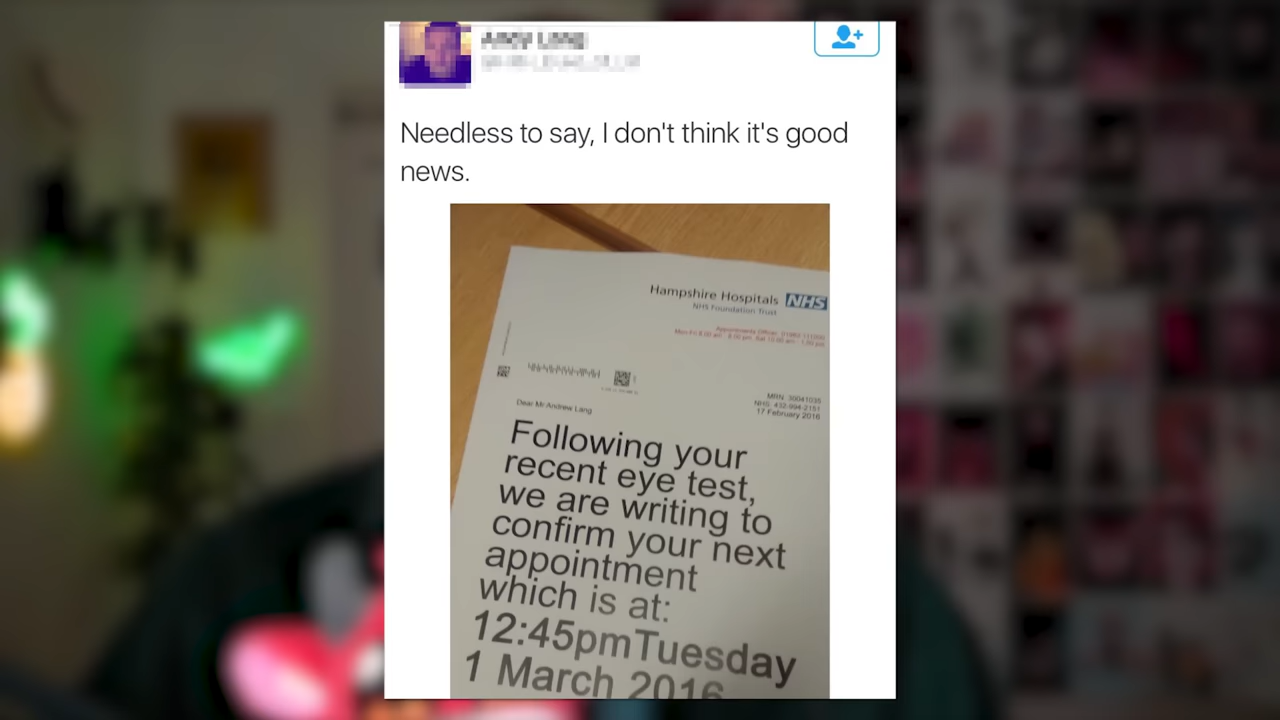 Needless to say, I don't think it's good
news.
Hampshire Hospitals NHS
NHS Foundation Trust
Dear Mr Andrew Lang
17 February 2016
Following your
recent eye test,
we are writing to
confirm your next
appointment
which is at:
12:45pmTuesday
1 March 2016